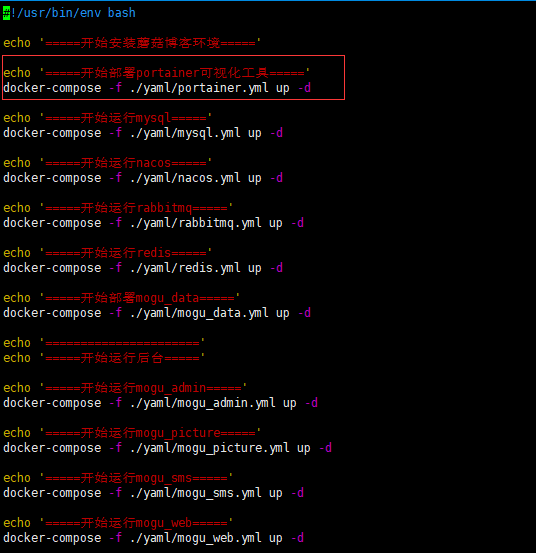 #!/usr/bin/env bash
echo '=====开始安装蘑菇博客环境====='
echo '=====开始部署portainer可视化工具====='
docker-compose -f ./yaml/portainer.yml up -d
echo '=====开始运行mysql====='
docker-compose -f ./yaml/mysql.yml up -d
echo '=====开始运行nacos====='
docker-compose -f ./yaml/nacos.yml up -d
echo '=====开始运行rabbitmq====='
docker-compose -f ./yaml/rabbitmq.yml up -d
echo '=====开始运行redis====='
docker-compose -f ./yaml/redis.yml up -d
echo '=====开始部署mogu_data====='
docker-compose -f ./yaml/mogu_data.yml up -d
echo '======================'
echo '=====开始运行后台====='
echo '=====开始运行mogu_admin====='
docker-compose -f ./yaml/mogu_admin.yml up -d
echo '=====开始运行mogu_picture====='
docker-compose -f ./yaml/mogu_picture.yml up -d
echo '=====开始运行mogu_sms====='
docker-compose -f ./yaml/mogu_sms.yml up -d
echo '=====开始运行mogu_web====='
docker-compose -f ./yaml/mogu_web.yml up -d